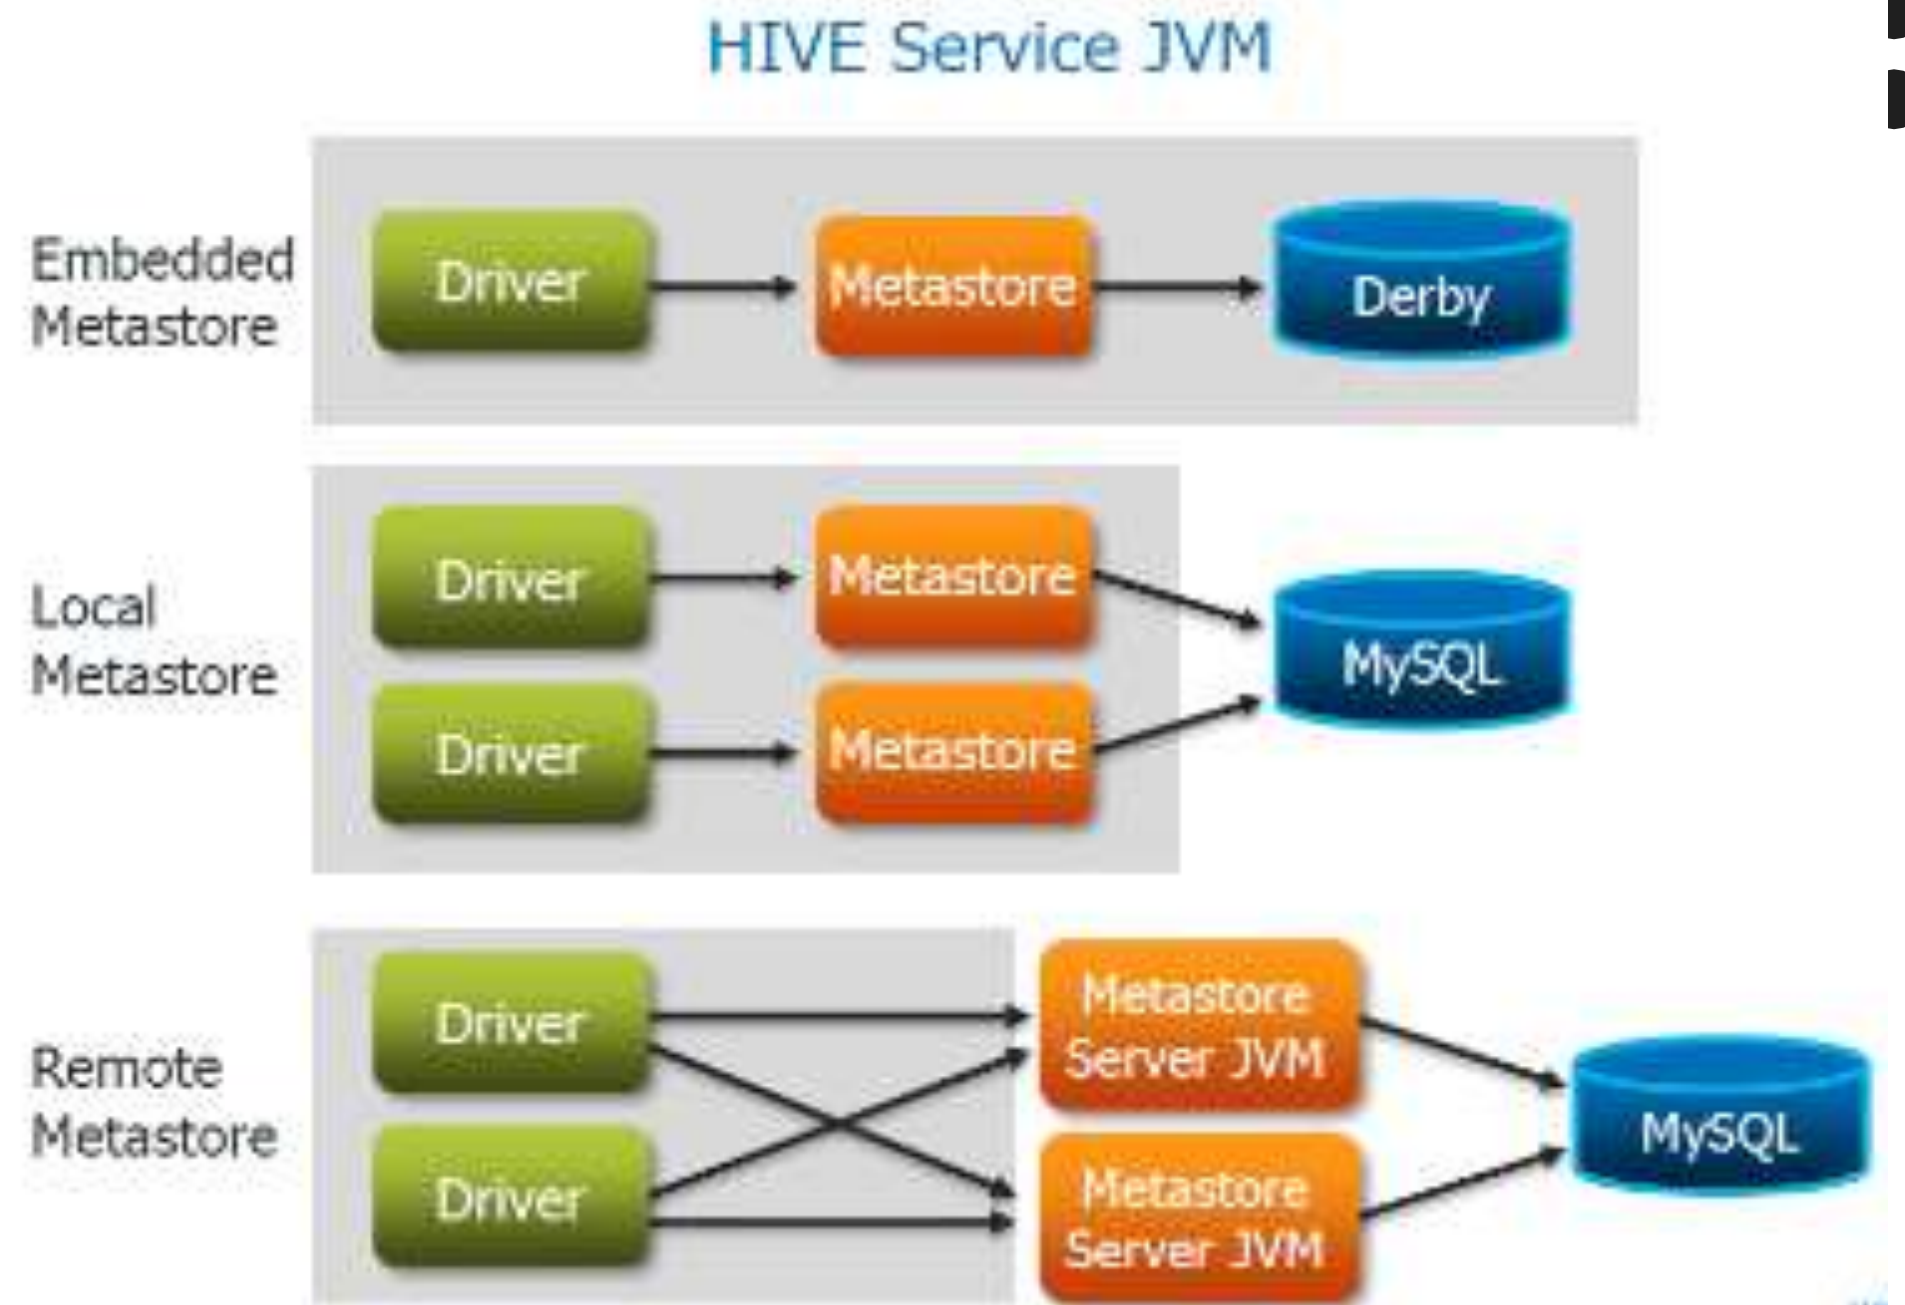 HIVE Service JVM
Embedded
Metastore
Driver
Metastore
Derby
Local
Metastore
Driver
Metastore
Driver
Metastore
MySQL
Remote
Metastore
Driver
Driver
Metastore
Server JVM
Metastore
Server JVM
MySQL